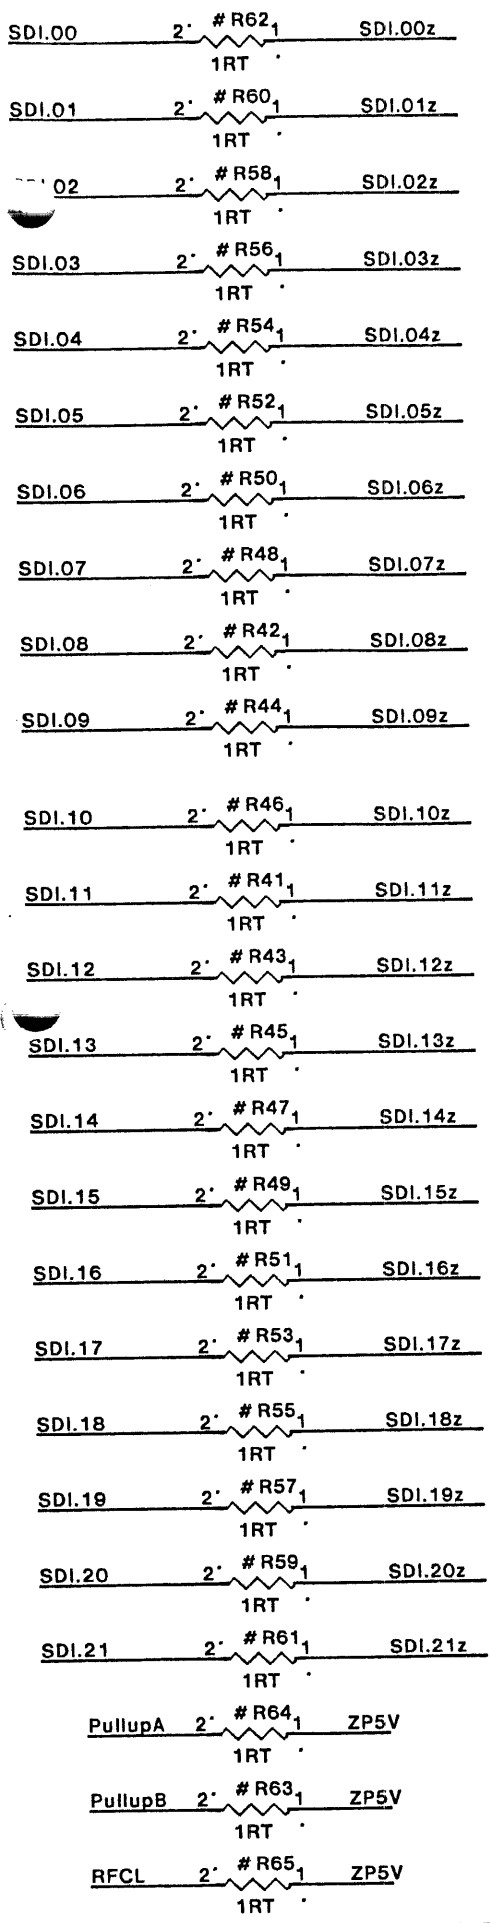 SDI.00 2 # R62 1 SDI.00z
1RT
SDI.01 2 # R60 1 SDI.01z
1RT
02 2 # R58 1 SDI.02z
1RT
SDI.03 2 # R56 1 SDI.03z
1RT
SDI.04 2 # R54 1 SDI.04z
1RT
SDI.05 2 # R52 1 SDI.05z
1RT
SDI.06 2 # R50 1 SDI.06z
1RT
SDI.07 2 # R48 1 SDI.07z
1RT
SDI.08 2 # R42 1 SDI.08z
1RT
SDI.09 2 # R44 1 SDI.09z
1RT
SDI.10 2 # R46 1 SDI.10z
1RT
SDI.11 2 # R41 1 SDI.11z
1RT
SDI.12 2 # R43 1 SDI.12z
1RT
SDI.13 2 # R45 1 SDI.13z
1RT
SDI.14 2 # R47 1 SDI.14z
1RT
SDI.15 2 # R49 1 SDI.15z
1RT
SDI.16 2 # R51 1 SDI.16z
1RT
SDI.17 2 # R53 1 SDI.17z
1RT
SDI.18 2 # R55 1 SDI.18z
1RT
SDI.19 2 # R57 1 SDI.19z
1RT
SDI.20 2 # R59 1 SDI.20z
1RT
SDI.21 2 # R61 1 SDI.21z
1RT
PullupA 2 # R64 1 ZP5V
1RT
PullupB 2 # R63 1 ZP5V
1RT
RFCL 2 # R65 1 ZP5V
1RT